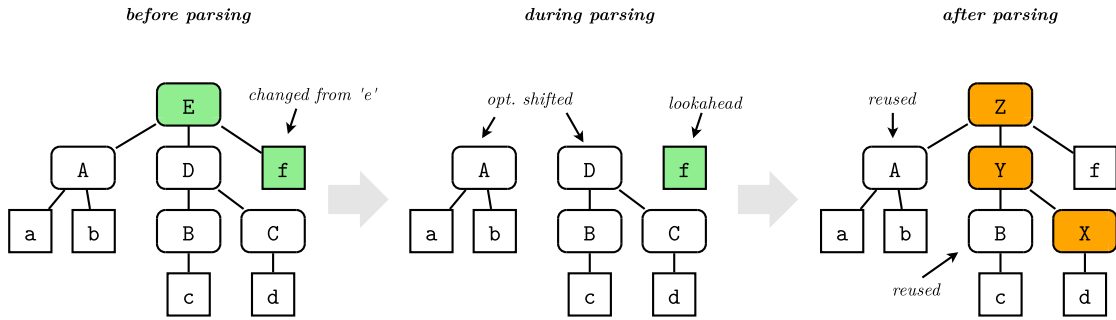 before parsing
during parsing
after parsing
changed from 'e'
opt. shifted
lookahead
reused
E
Z
A
D
f
A
D
f
A
Y
f
a
b
B
C
a
b
B
C
a
b
B
X
reused
c
d
c
d
c
d